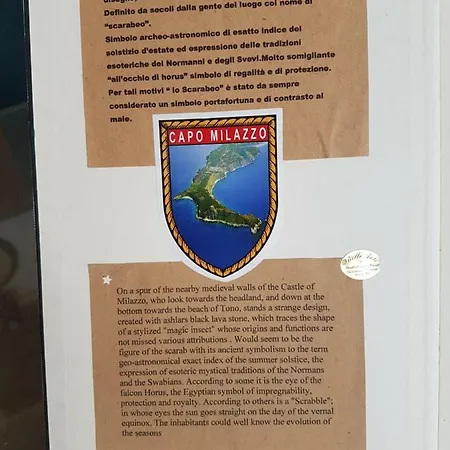 Definito da secoli dalla gente del luogo col nome di
"scarabeo".
Simbolo archeo-astronomico di esatto indice del
solstizio d'estate ed espressione delle tradizioni
esoteriche dei Normanni e degli Svevi.Molto somigliante
"all'occhio di horus" simbolo di regalità e di protezione.
Per tali motivi " lo Scarabeo" è stato da sempre
considerato un simbolo portafortuna e di contrasto al
male.
CAPO MILAZZO
On a spur of the nearby medieval walls of the Castle of
Milazzo, who look towards the headland, and down at the
bottom towards the beach of Tono, stands a strange design,
created with ashlars black lava stone, which traces the shape
of a stylized "magic insect" whose origins and functions are
not missed various attributions . Would seem to be the
figure of the scarab with its ancient symbolism to the term
geo-astronomical exact index of the summer solstice, the
expression of esoteric mystical traditions of the Normans
and the Swabians. According to some it is the eye of the
falcon Horus, the Egyptian symbol of impregnability,
protection and royalty. According to others is a "Scrabble";
in whose eyes the sun goes straight on the day of the vernal
equinox. The inhabitants could well know the evolution of
the seasons